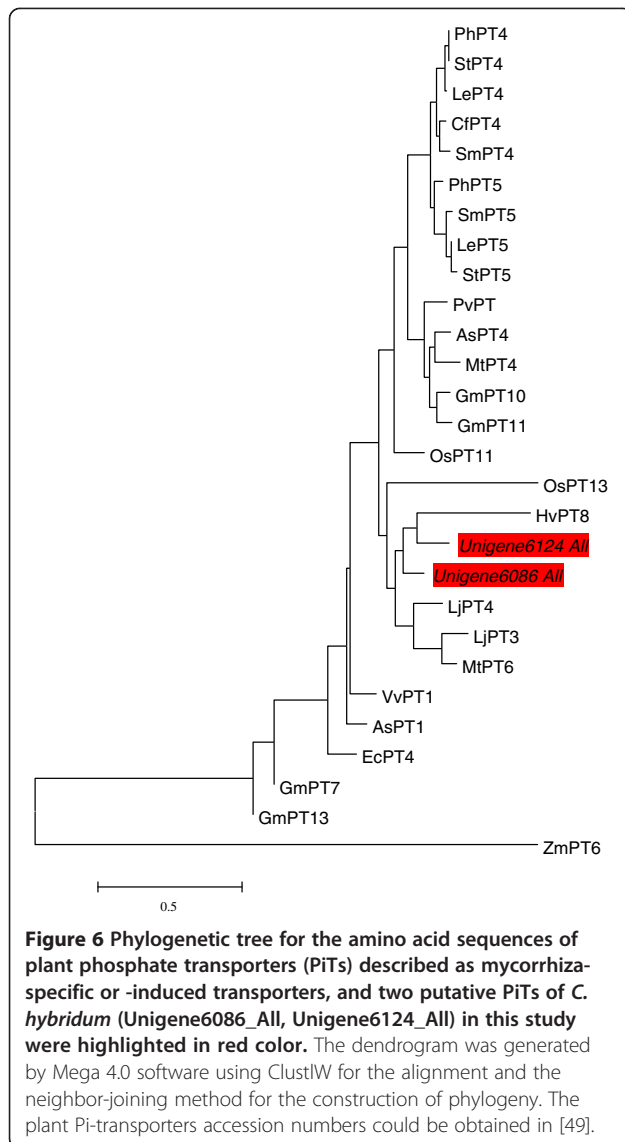 PhPT4
StPT4
LePT4
CfPT4
SmPT4
PhPT5
SmPT5
LePT5
StPT5
PvPT
AsPT4
MtPT4
GmPT10
GmPT11
OsPT11
OsPT13
HvPT8
Unigene6124 All
Unigene6086 All
LjPT4
LjPT3
MtPT6
VvPT1
AsPT1
EcPT4
GmPT7
GmPT13
ZmPT6
0.5
Figure 6 Phylogenetic tree for the amino acid sequences of
plant phosphate transporters (PiTs) described as mycorrhiza-
specific or -induced transporters, and two putative PiTs of C.
hybridum (Unigene6086_All, Unigene6124_All) in this study
were highlighted in red color. The dendrogram was generated
by Mega 4.0 software using ClustlW for the alignment and the
neighbor-joining method for the construction of phylogeny. The
plant Pi-transporters accession numbers could be obtained in [49].